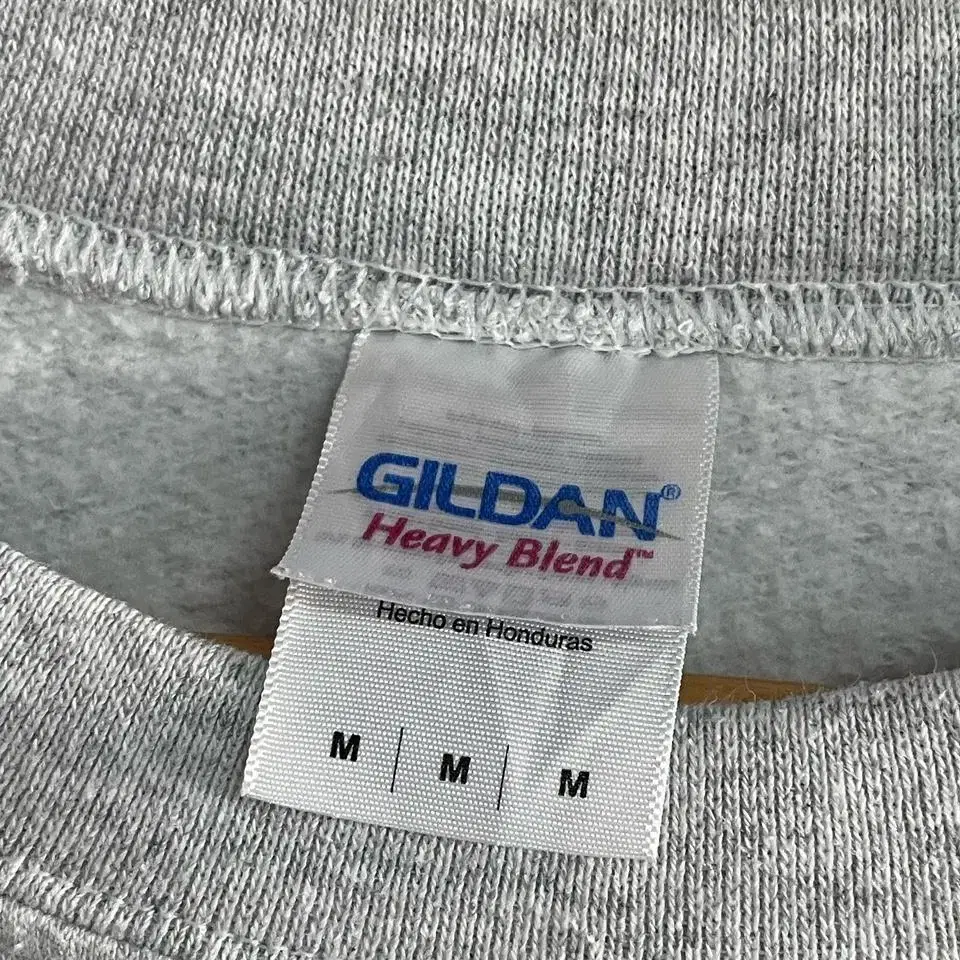 GILDAN®
Heavy Blend™
Hecho en Honduras
M | M | M